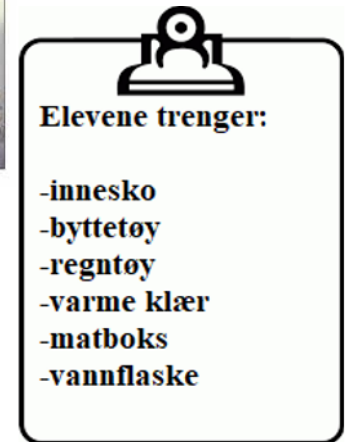 Elevene trenger:
-innesko
-byttetøy
-regntøy
-varme klær
-matboks
-vannflaske